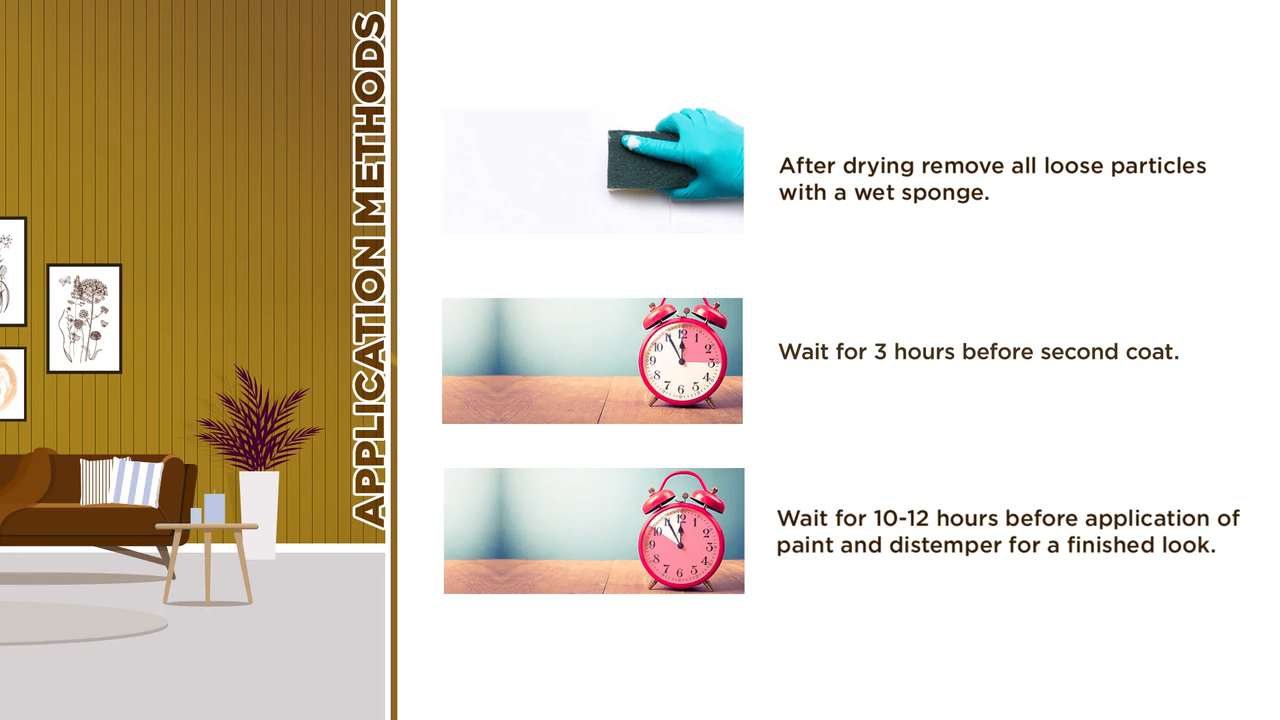 APPLICATION METHODS
After drying remove all loose particles
with a wet sponge.
Wait for 3 hours before second coat.
Wait for 10-12 hours before application of
paint and distemper for a finished look.